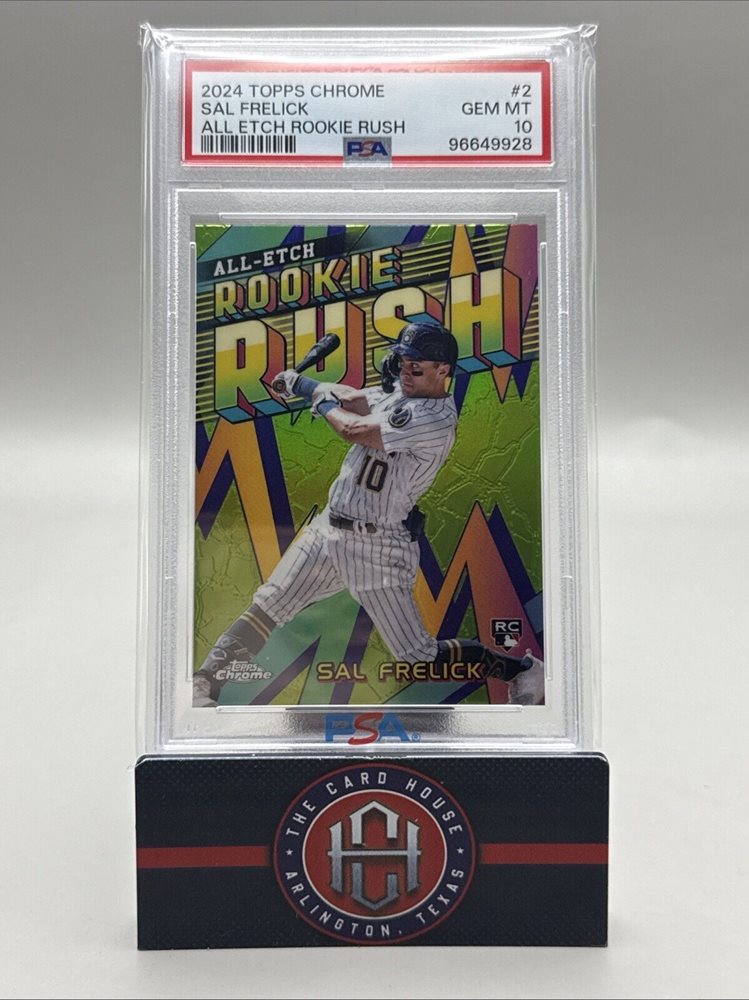 2024 TOPPS CHROME #2
SAL FRELICK GEM MT
ALL ETCH ROOKIE RUSH 10
PSA 96649928
ALL-ETCH
ROOKIE
RUSH
10
RC
Topps
Chrome
SAL FRELICK
PSA
THE CARD HOUSE
CH
ARLINGTON, TEXAS